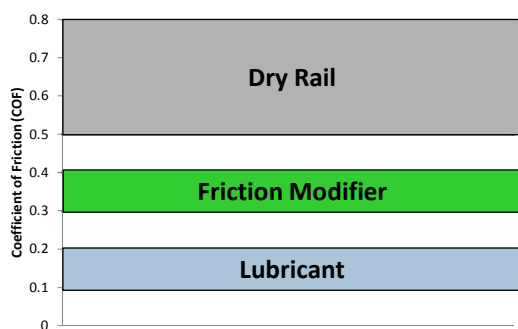 0.8
0.7
0.6
0.5
0.4
0.3
0.2
0.1
0
Coefficient of Friction (COF)
Dry Rail
Friction Modifier
Lubricant